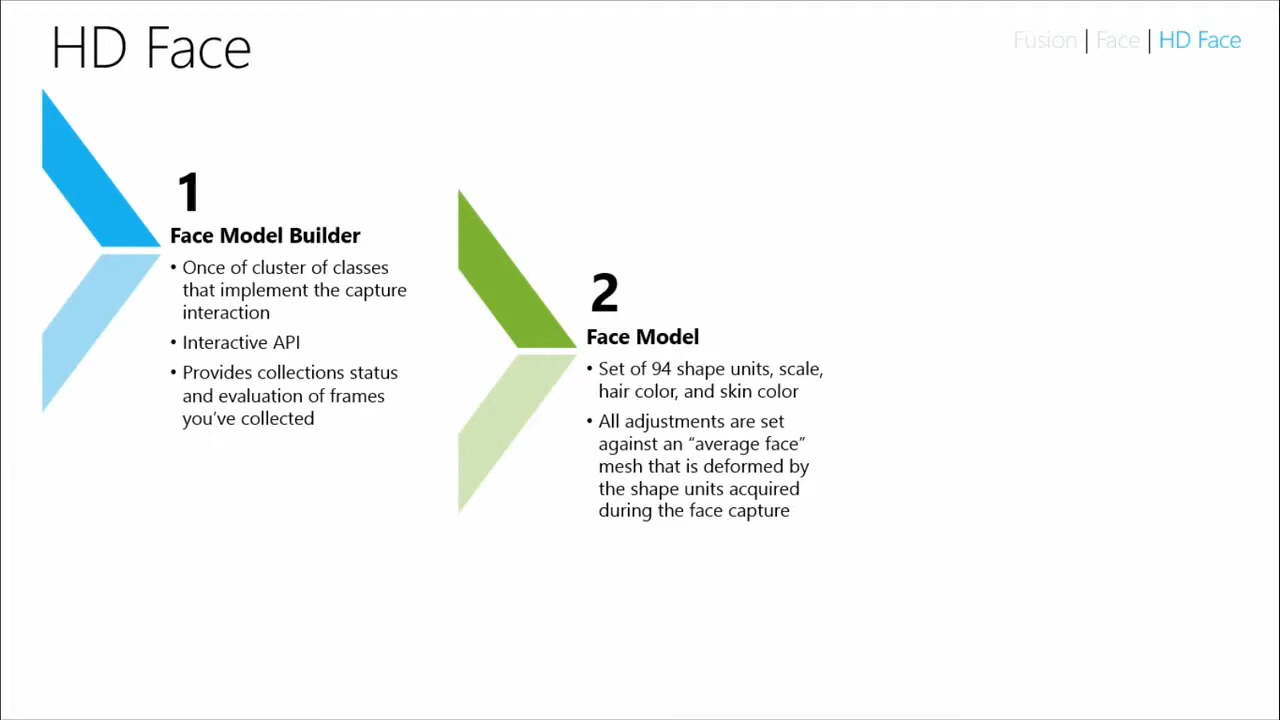 HD Face
Fusion | Face | HD Face
1
Face Model Builder
• Once of cluster of classes
that implement the capture
interaction
• Interactive API
• Provides collections status
and evaluation of frames
you've collected
2
Face Model
• Set of 94 shape units, scale,
hair color, and skin color
• All adjustments are set
against an “average face”
mesh that is deformed by
the shape units acquired
during the face capture